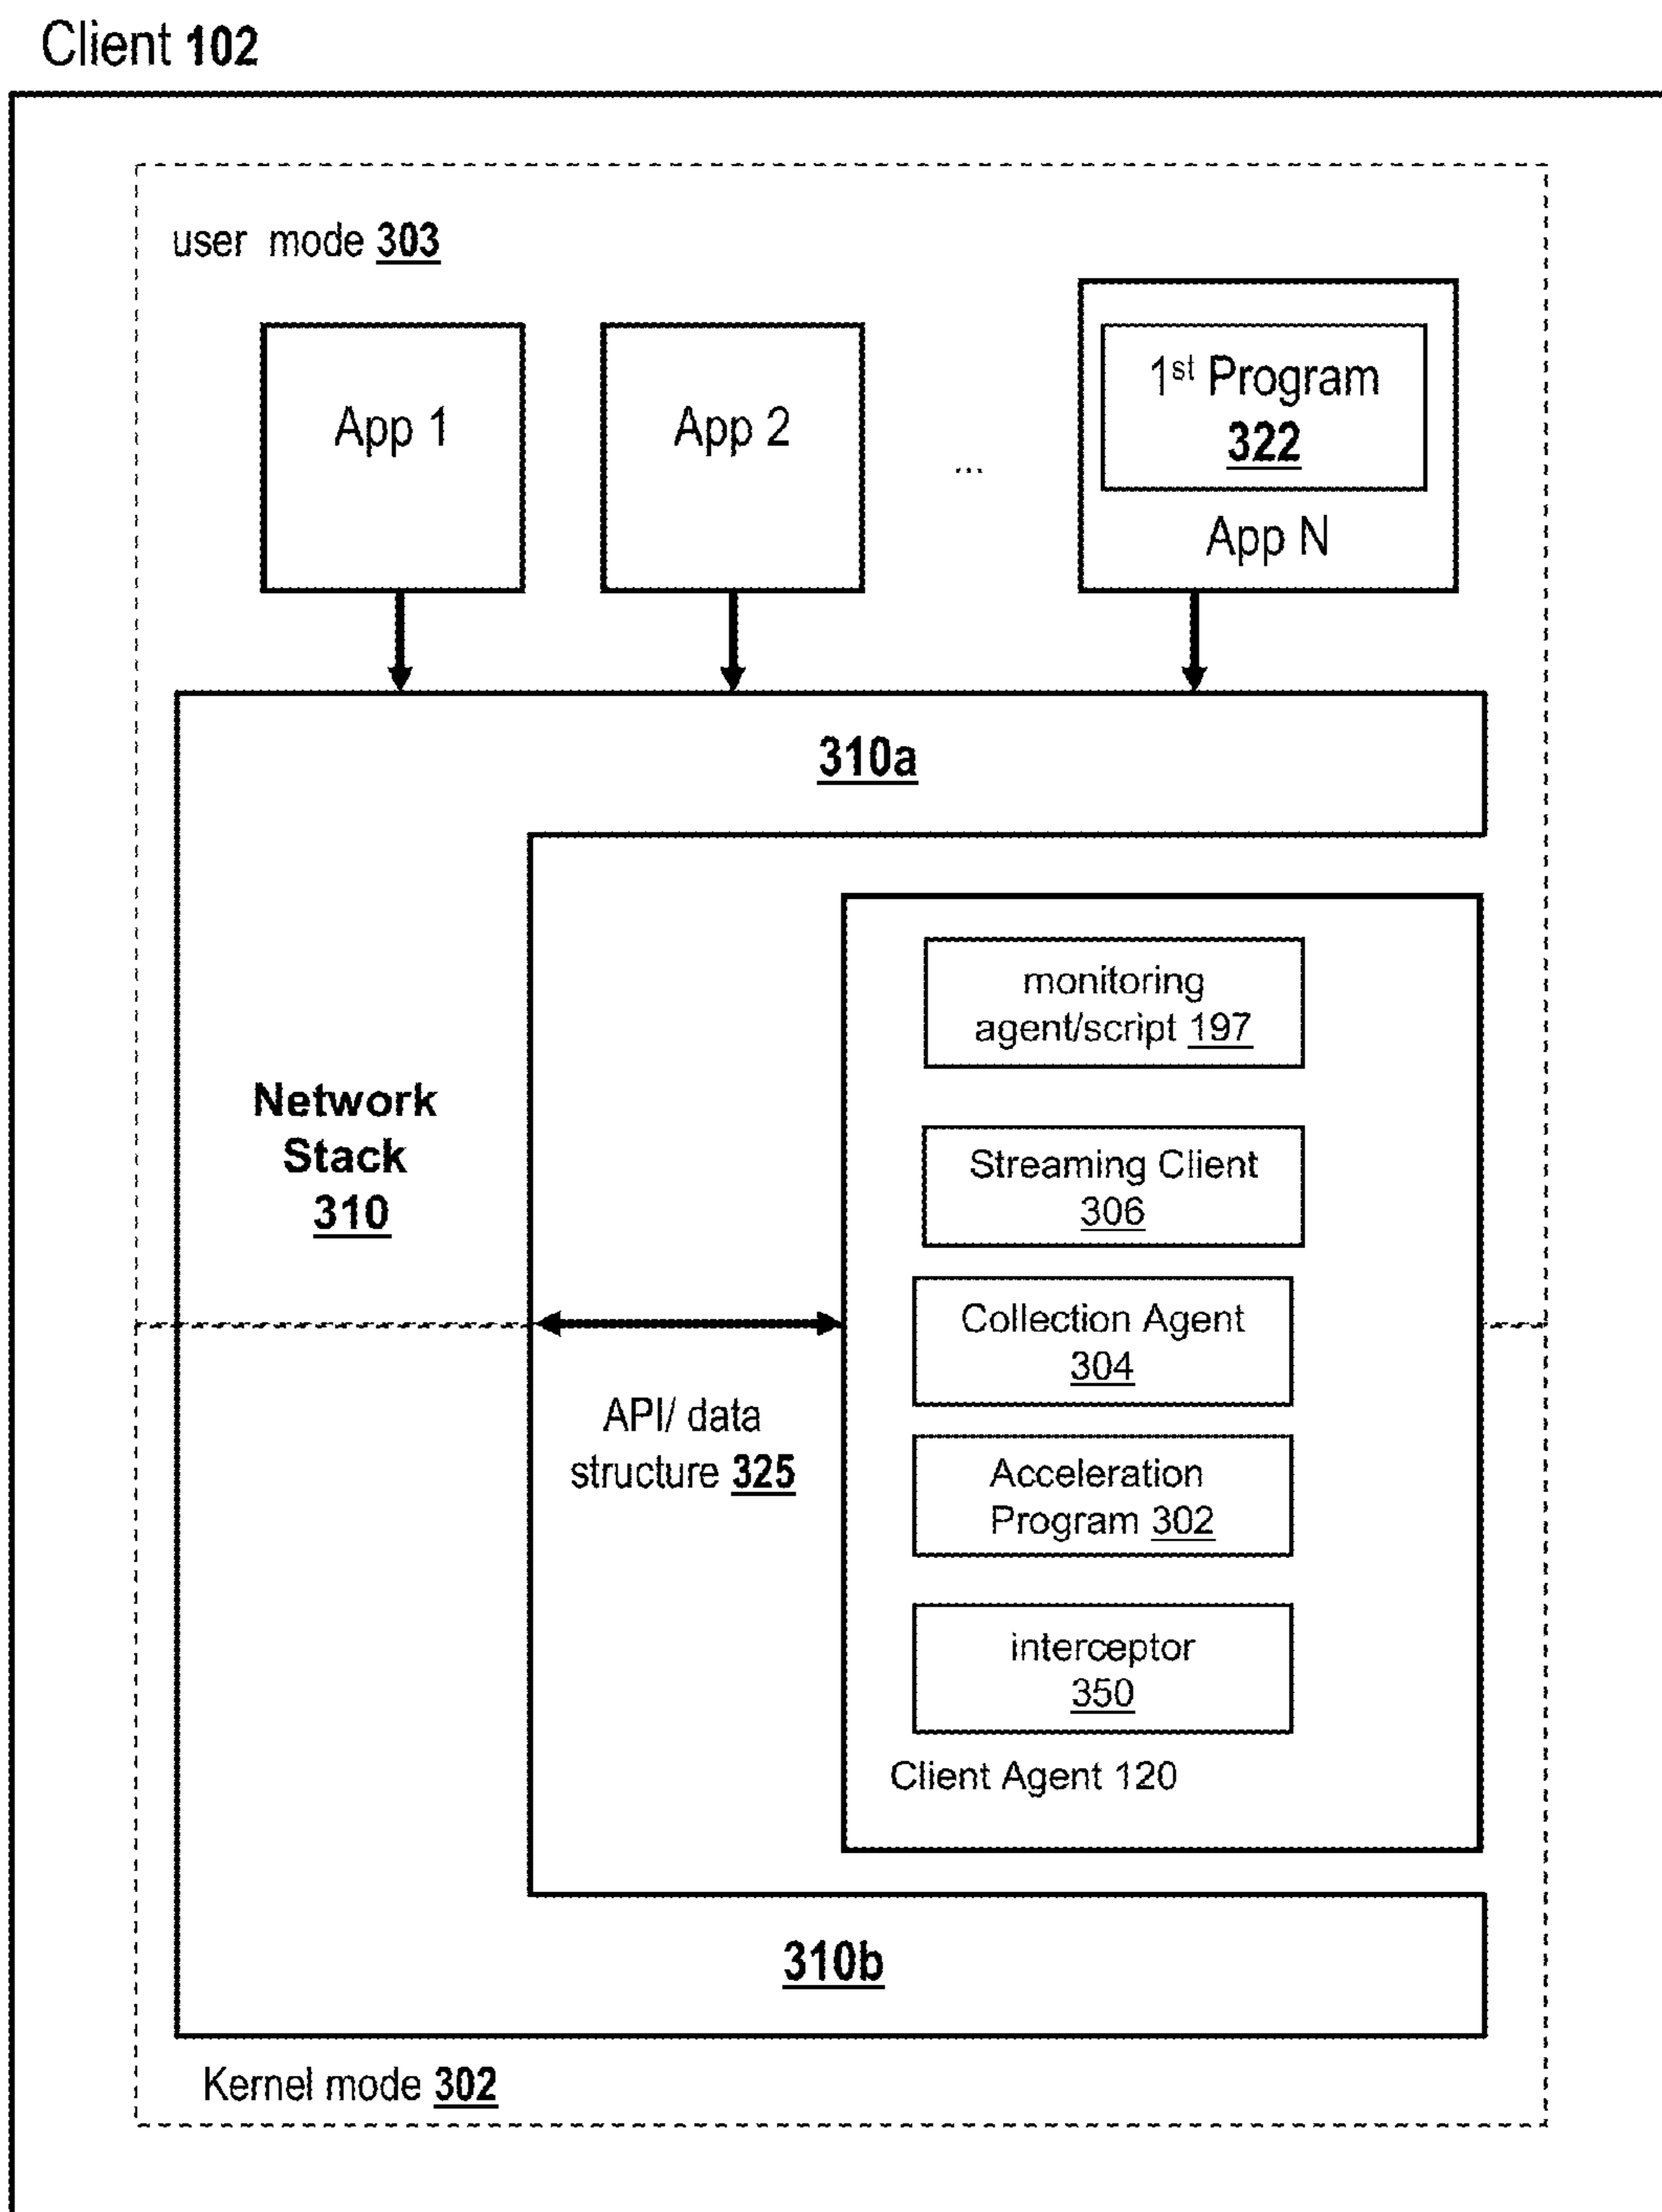 Client 102
user mode 303
App 1
App 2
...
1st Program
322
App N
310a
monitoring
agent/script 197
Network
Stack
310
Streaming Client
306
Collection Agent
304
API/ data
structure 325
Acceleration
Program 302
interceptor
350
Client Agent 120
310b
Kernel mode 302